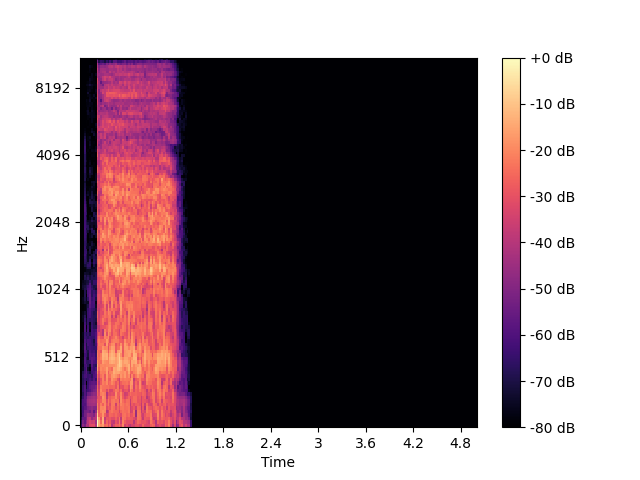 8192
4096
2048
1024
512
0
Hz
0 0.6 1.2 1.8 2.4 3 3.6 4.2 4.8
Time
+0 dB
-10 dB
-20 dB
-30 dB
-40 dB
-50 dB
-60 dB
-70 dB
-80 dB